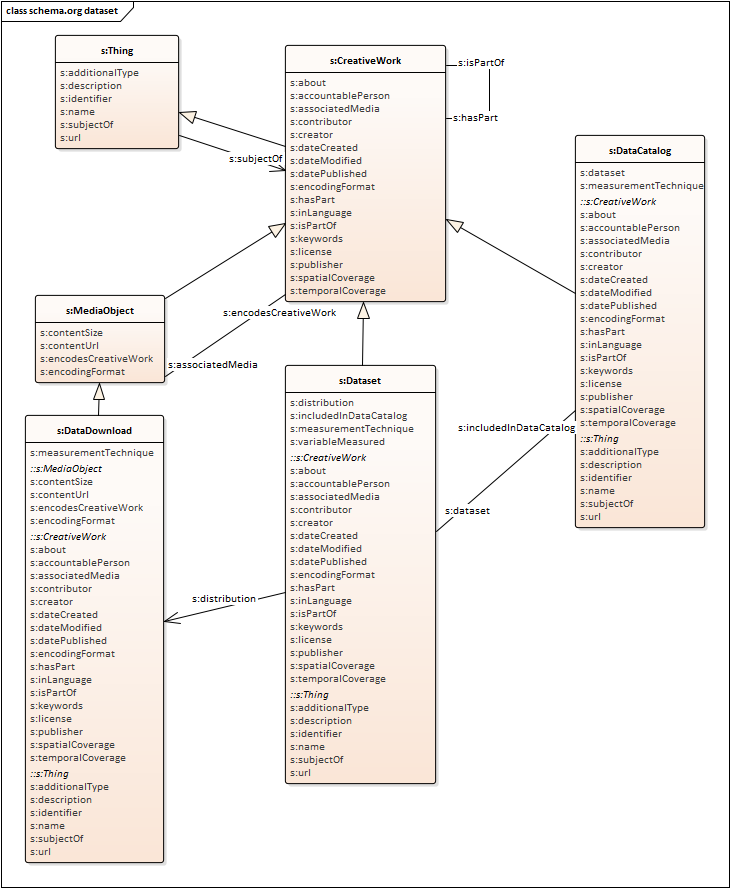 class schema.org dataset
s:Thing
s:additionalType
s:description
s:identifier
s:name
s:subjectOf
s:url
s:CreativeWork
s:about
s:accountablePerson
s:associatedMedia
s:contributor
s:creator
s:dateCreated
s:dateModified
s:datePublished
s:encodingFormat
s:hasPart
s:inLanguage
s:isPartOf
s:keywords
s:license
s:publisher
s:spatialCoverage
s:temporalCoverage
s:isPartOf
s:hasPart
s:subjectOf
s:DataCatalog
s:dataset
s:measurementTechnique
::s:CreativeWork
s:about
s:accountablePerson
s:associatedMedia
s:contributor
s:creator
s:dateCreated
s:dateModified
s:datePublished
s:encodingFormat
s:hasPart
s:inLanguage
s:isPartOf
s:keywords
s:license
s:publisher
s:spatialCoverage
s:temporalCoverage
::s:Thing
s:additionalType
s:description
s:identifier
s:name
s:subjectOf
s:url
s:MediaObject
s:contentSize
s:contentUrl
s:encodesCreativeWork
s:encodingFormat
s:encodesCreativeWork
s:associatedMedia
s:Dataset
s:distribution
s:includedInDataCatalog
s:measurementTechnique
s:variableMeasured
::s:CreativeWork
s:about
s:accountablePerson
s:associatedMedia
s:contributor
s:creator
s:dateCreated
s:dateModified
s:datePublished
s:encodingFormat
s:hasPart
s:inLanguage
s:isPartOf
s:keywords
s:license
s:publisher
s:spatialCoverage
s:temporalCoverage
::s:Thing
s:additionalType
s:description
s:identifier
s:name
s:subjectOf
s:url
s:includedInDataCatalog
s:dataset
s:distribution
s:DataDownload
s:measurementTechnique
::s:MediaObject
s:contentSize
s:contentUrl
s:encodesCreativeWork
s:encodingFormat
::s:CreativeWork
s:about
s:accountablePerson
s:associatedMedia
s:contributor
s:creator
s:dateCreated
s:dateModified
s:datePublished
s:encodingFormat
s:hasPart
s:inLanguage
s:isPartOf
s:keywords
s:license
s:publisher
s:spatialCoverage
s:temporalCoverage
::s:Thing
s:additionalType
s:description
s:identifier
s:name
s:subjectOf
s:url